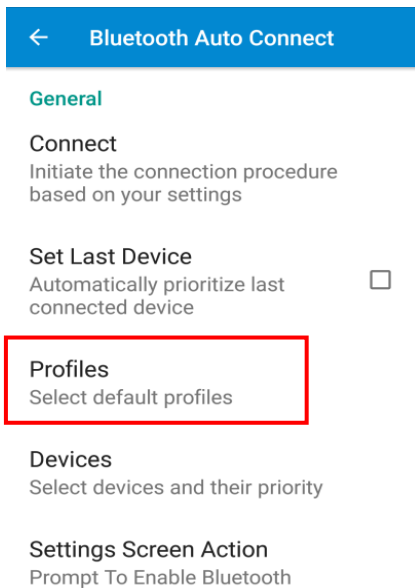 Bluetooth Auto Connect
General
Connect
Initiate the connection procedure
based on your settings
Set Last Device
Automatically prioritize last
connected device
Profiles
Select default profiles
Devices
Select devices and their priority
Settings Screen Action
Prompt To Enable Bluetooth